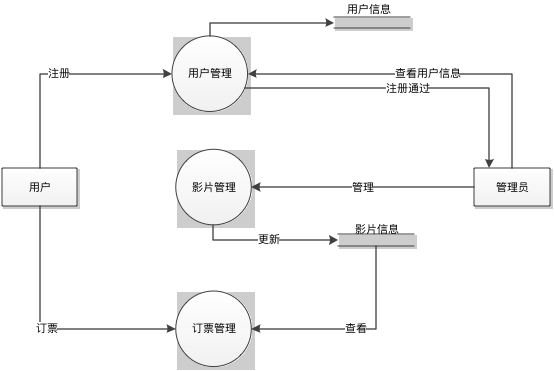 用户信息
注册
用户管理
查看用户信息
注册通过
用户
影片管理
管理
管理员
影片信息
更新
订票
订票管理
查看